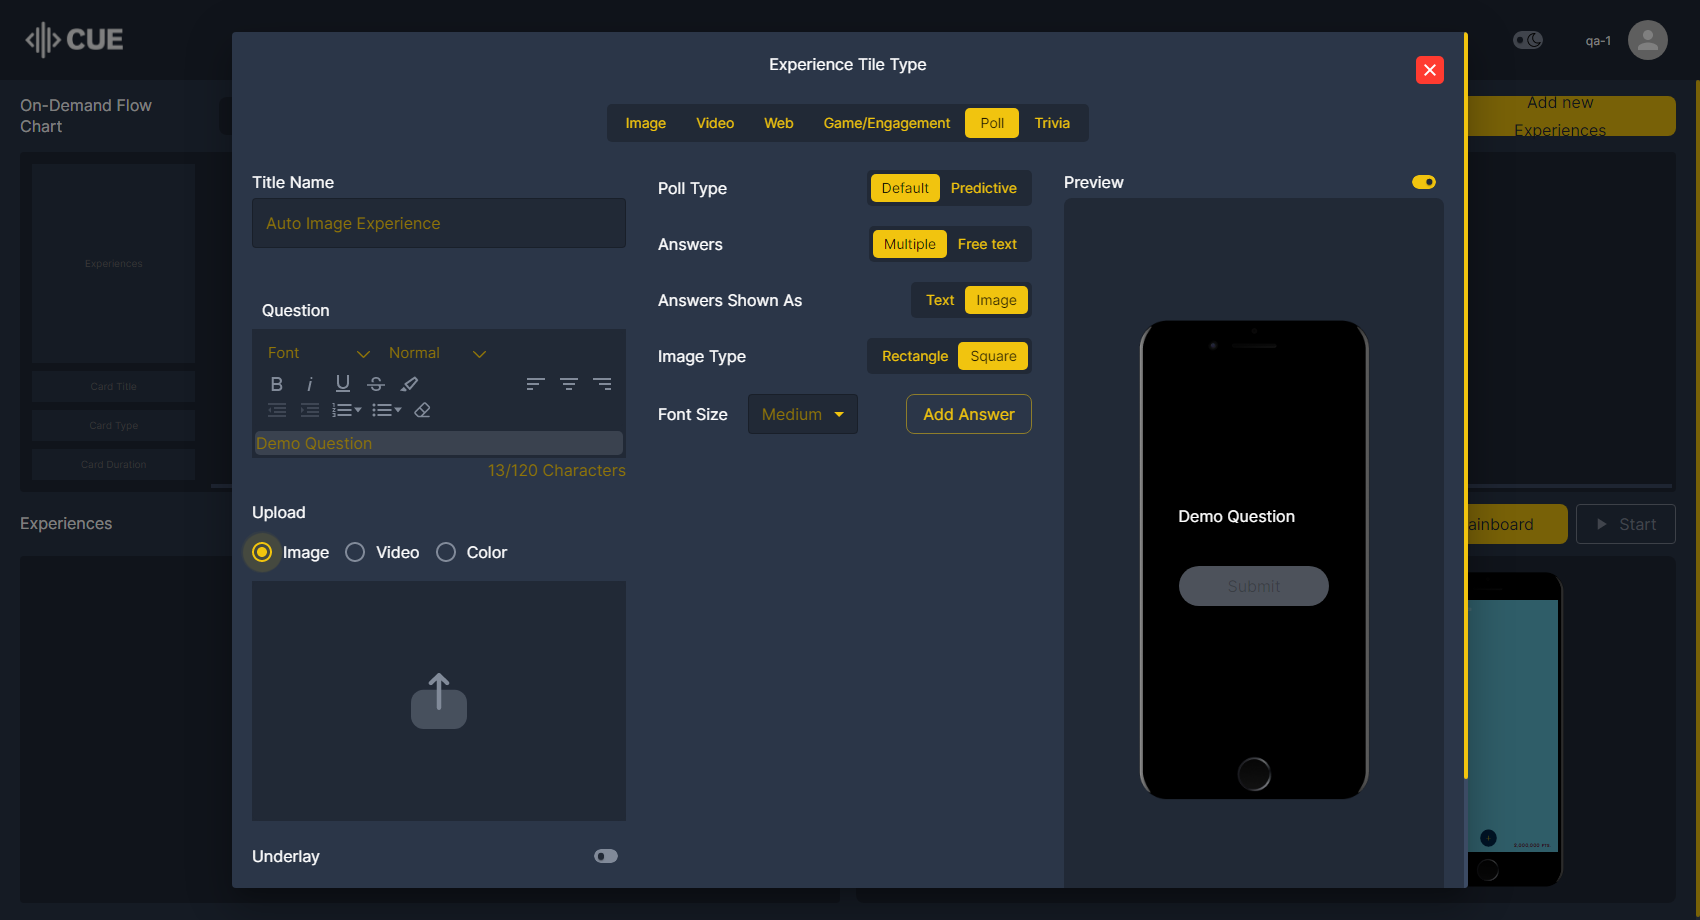 CUE
qa-1
Experience Tile Type
On-Demand Flow
Chart
Add new
Experiences
Image
Video
Web
Game/Engagement
Poll
Trivia
Title Name
Auto Image Experience
Poll Type
Default
Predictive
Preview
Answers
Multiple
Free text
Experiences
Answers Shown As
Text
Image
Question
Font
Normal
Image Type
Rectangle
Square
Card Title
Font Size
Medium
Add Answer
Card Type
Demo Question
Card Duration
13/120 Characters
Upload
Demo Question
Experiences
ainboard
Start
Image
Video
Color
Submit
Underlay